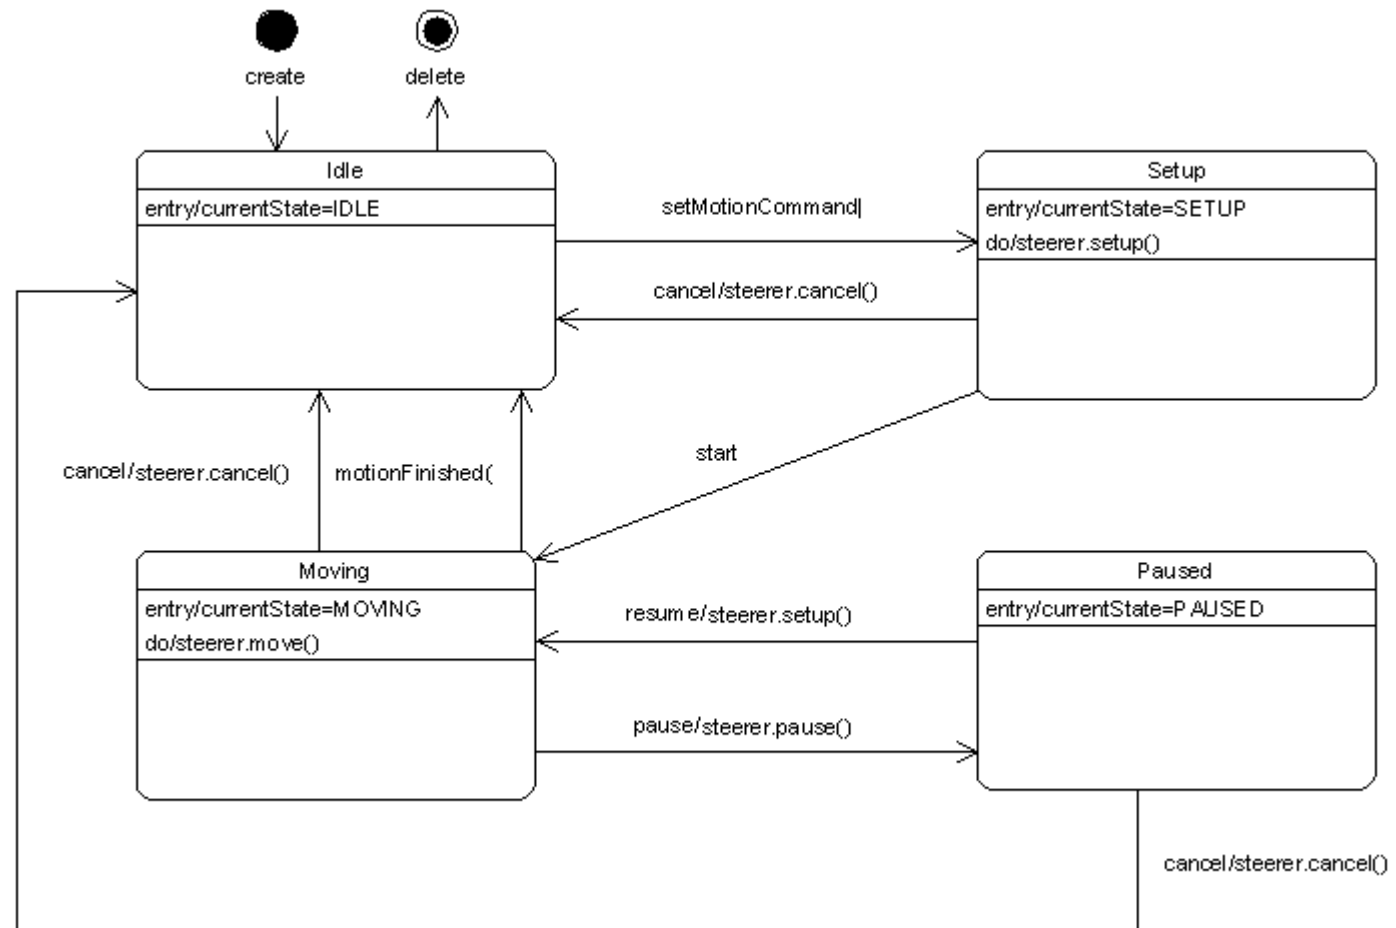 create
delete
Idle
entry/currentState=IDLE
setMotionCommand|
Setup
entry/currentState=SETUP
do/steerer.setup()
cancel/steerer.cancel()
start
cancel/steerer.cancel()
motionFinished(
Moving
entry/currentState=MOVING
do/steerer.move()
resume/steerer.setup()
Paused
entry/currentState=PAUSED
pause/steerer.pause()
cancel/steerer.cancel()